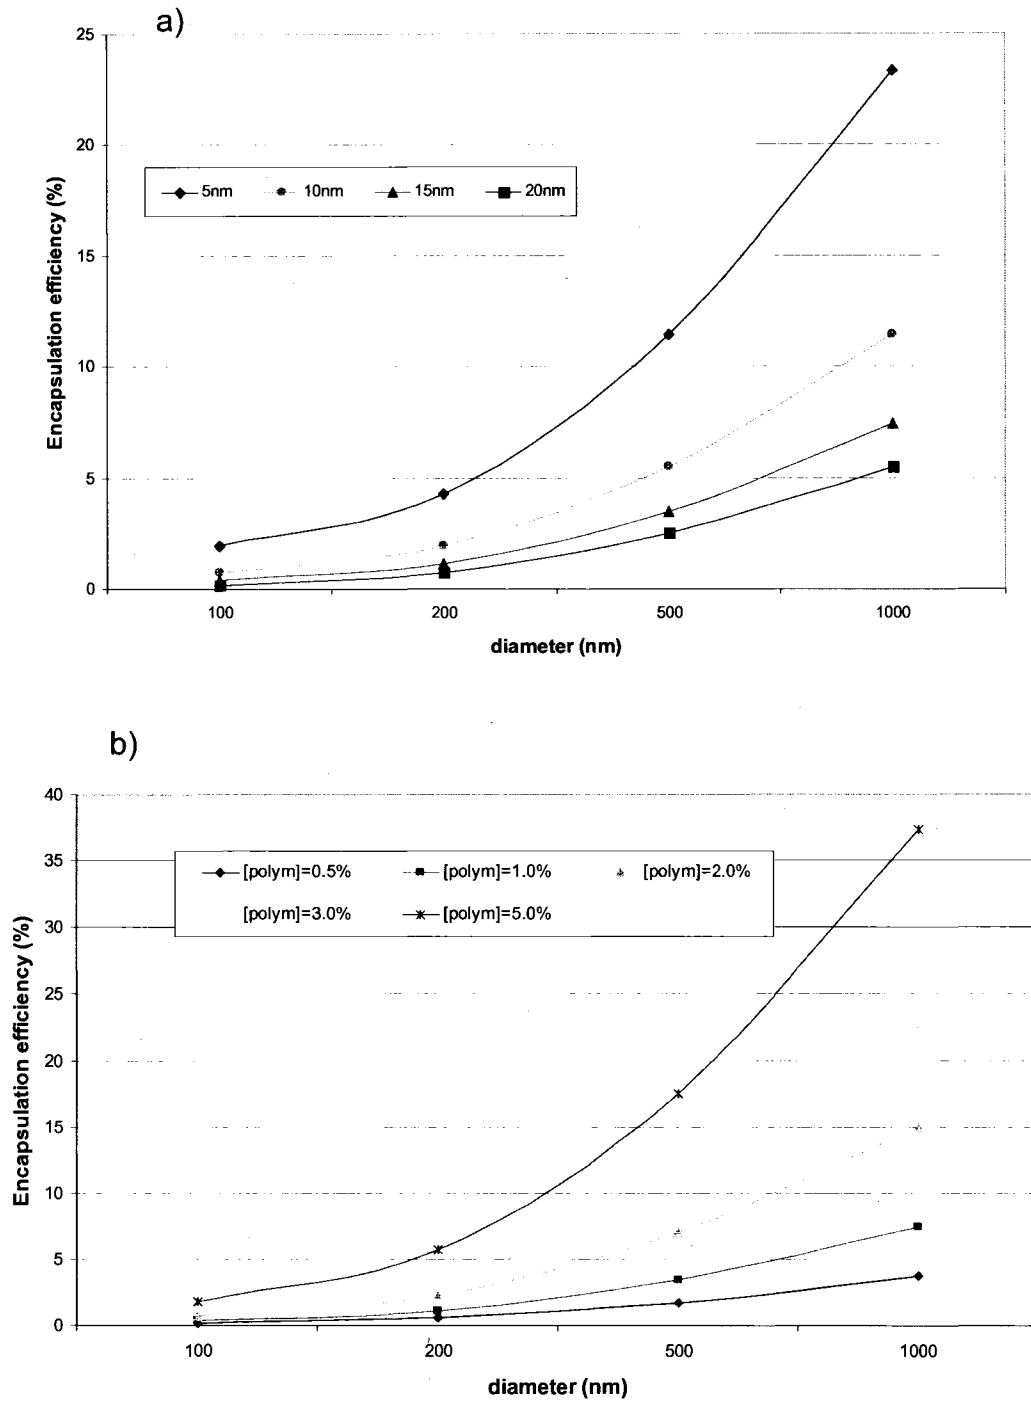 a)
25
20
5nm 10nm 15nm 20nm
15
10
5
0
100 200 500 1000
diameter (nm)
Encapsulation efficiency (%)
b)
40
35
[polym]=0.5% [polym]=1.0% [polym]=2.0%
[polym]=3.0% [polym]=5.0%
30
25
20
15
10
5
0
100 200 500 1000
diameter (nm)
Encapsulation efficiency (%)